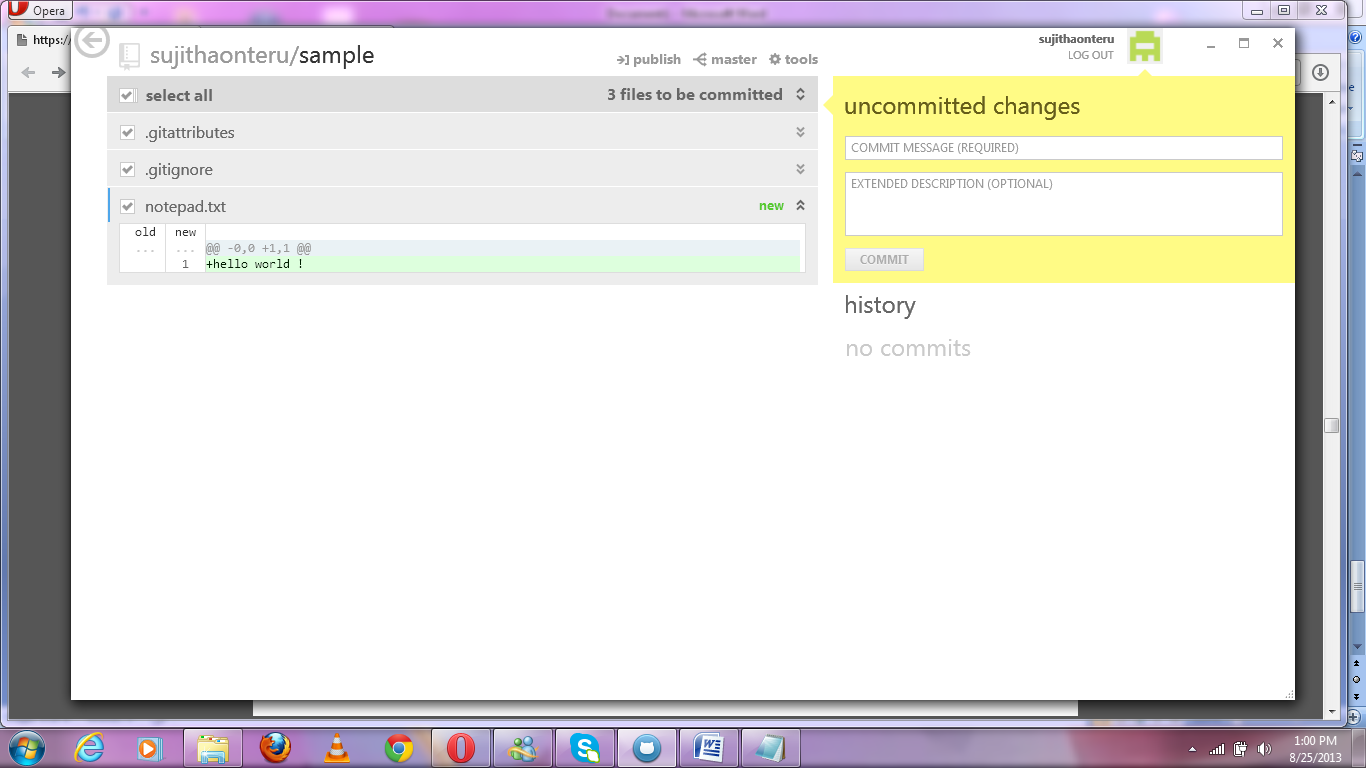 Opera
https:/
sujithaonteru/sample
publish
master
tools
sujithaonteru
LOG OUT
select all
3 files to be committed
.gitattributes
.gitignore
notepad.txt
new
old new
... ... @@ -0,0 +1,1 @@
1 +hello world !
uncommitted changes
COMMIT MESSAGE (REQUIRED)
EXTENDED DESCRIPTION (OPTIONAL)
COMMIT
history
no commits
1:00 PM
8/25/2013